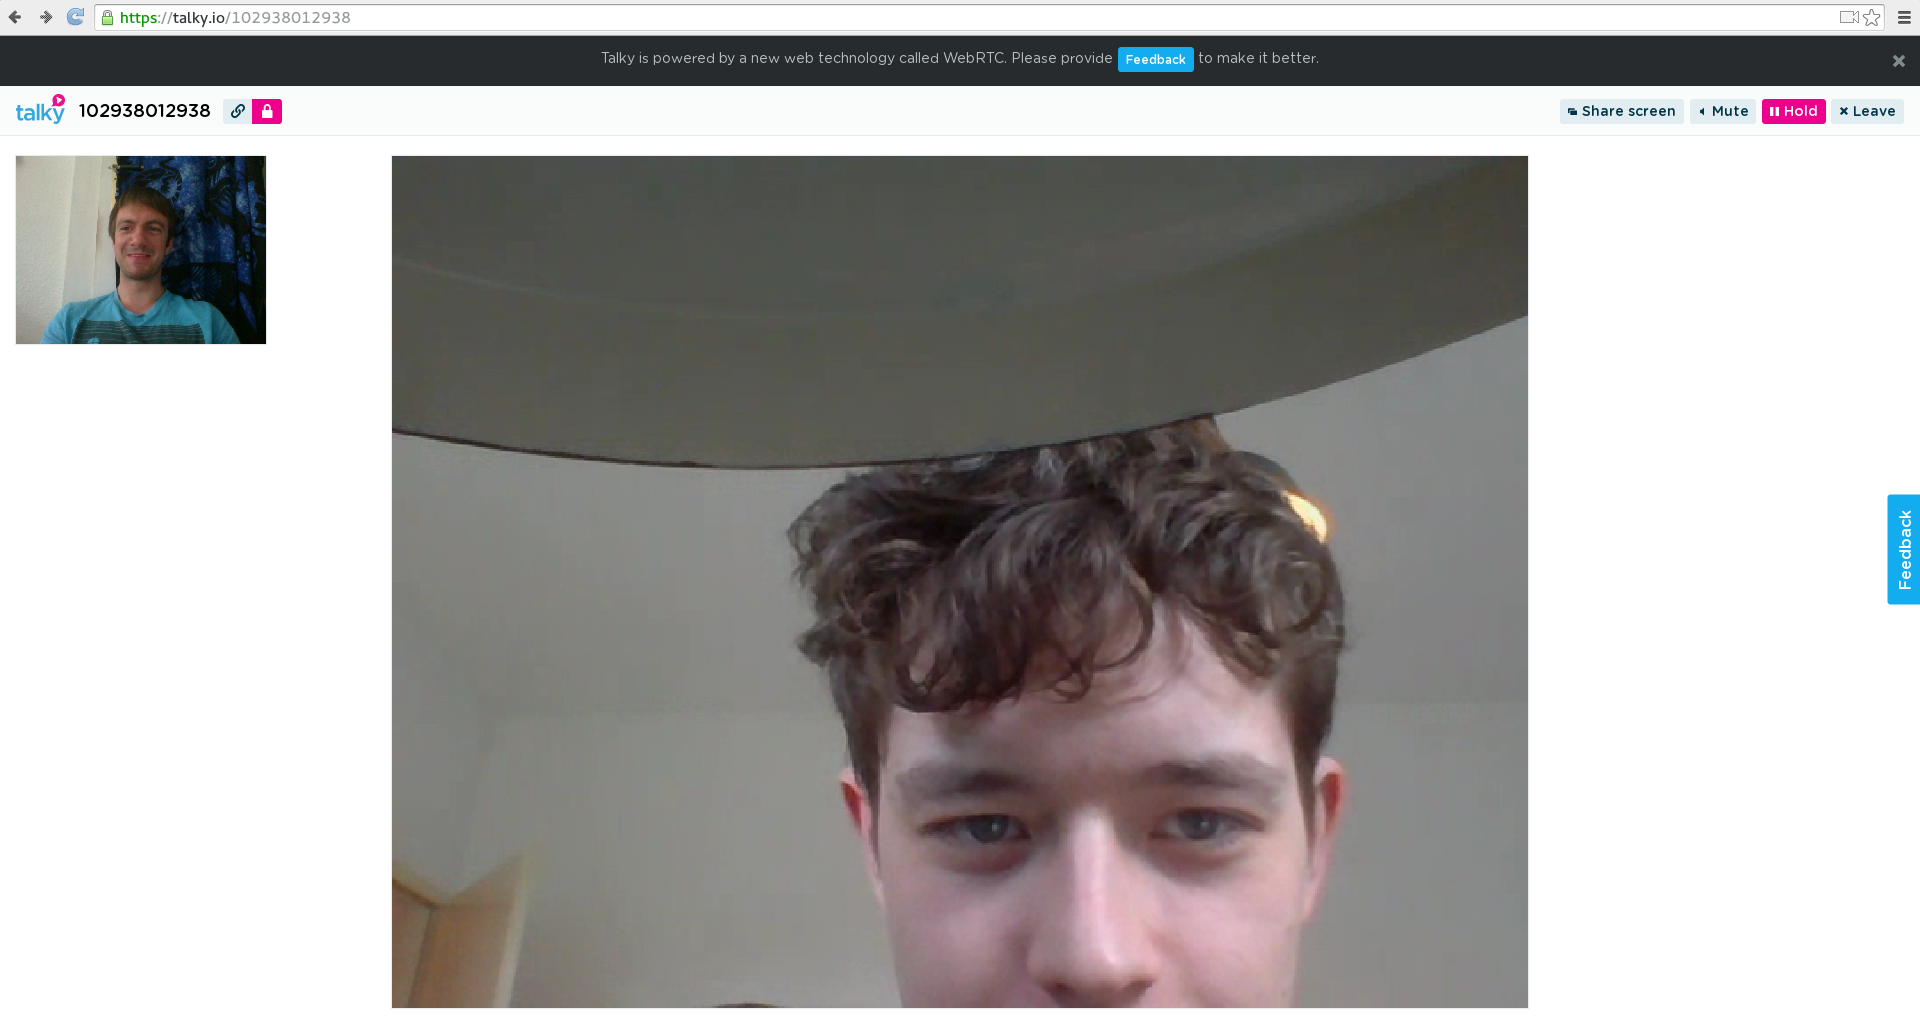 https://talky.io/102938012938
Talky is powered by a new web technology called WebRTC. Please provide Feedback to make it better.
talky 102938012938 Share screen Mute Hold Leave
Feedback